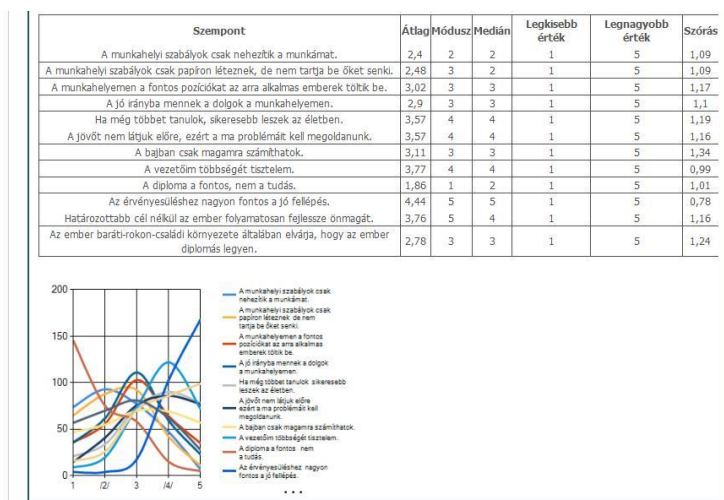 Szempont Átlag Módusz Medián Legkisebb érték Legnagyobb érték Szórás
A munkahelyi szabályok csak nehezítik a munkámat. 2,4 2 2 1 5 1,09
A munkahelyi szabályok csak papíron léteznek, de nem tartja be őket senki. 2,48 3 2 1 5 1,09
A munkahelyemen a fontos pozíciókat az arra alkalmas emberek töltik be. 3,02 3 3 1 5 1,17
A jó irányba mennek a dolgok a munkahelyemen. 2,9 3 3 1 5 1,1
Ha még többet tanulok, sikeresebb leszek az életben. 3,57 4 4 1 5 1,19
A jövőt nem látjuk előre, ezért a ma problémáit kell megoldanunk. 3,57 4 4 1 5 1,16
A bajban csak magamra számíthatok. 3,11 3 3 1 5 1,34
A vezetőim többségét tisztelem. 3,77 4 4 1 5 0,99
A diploma a fontos, nem a tudás. 1,86 1 2 1 5 1,01
Az érvényesüléshez nagyon fontos a jó fellépés. 4,44 5 5 1 5 0,78
Határozottabb cél nélkül az ember folyamatosan fejlessze önmagát. 3,76 5 4 1 5 1,16
Az ember baráti-rokon-családi környezete általában elvárja, hogy az ember
diplomás legyen. 2,78 3 3 1 5 1,24
200
150
100
50
0
1 /2/ 3 /4/ 5
A munkahelyi szabályok csak
nehezítik a munkámat.
A munkahelyi szabályok csak
papíron léteznek de nem
tartja be őket senki.
A munkahelyemen a fontos
pozíciókat az arra alkalmas
emberek töltik be.
A jó irányba mennek a dolgok
a munkahelyemen.
Ha még többet tanulok sikeresebb
leszek az életben.
A jövőt nem látjuk előre
ezért a ma problémáit kell
megoldanunk.
A bajban csak magamra számíthatok.
A vezetőim többségét tisztelem.
A diploma a fontos nem
a tudás.
Az érvényesüléshez nagyon
fontos a jó fellépés.
...